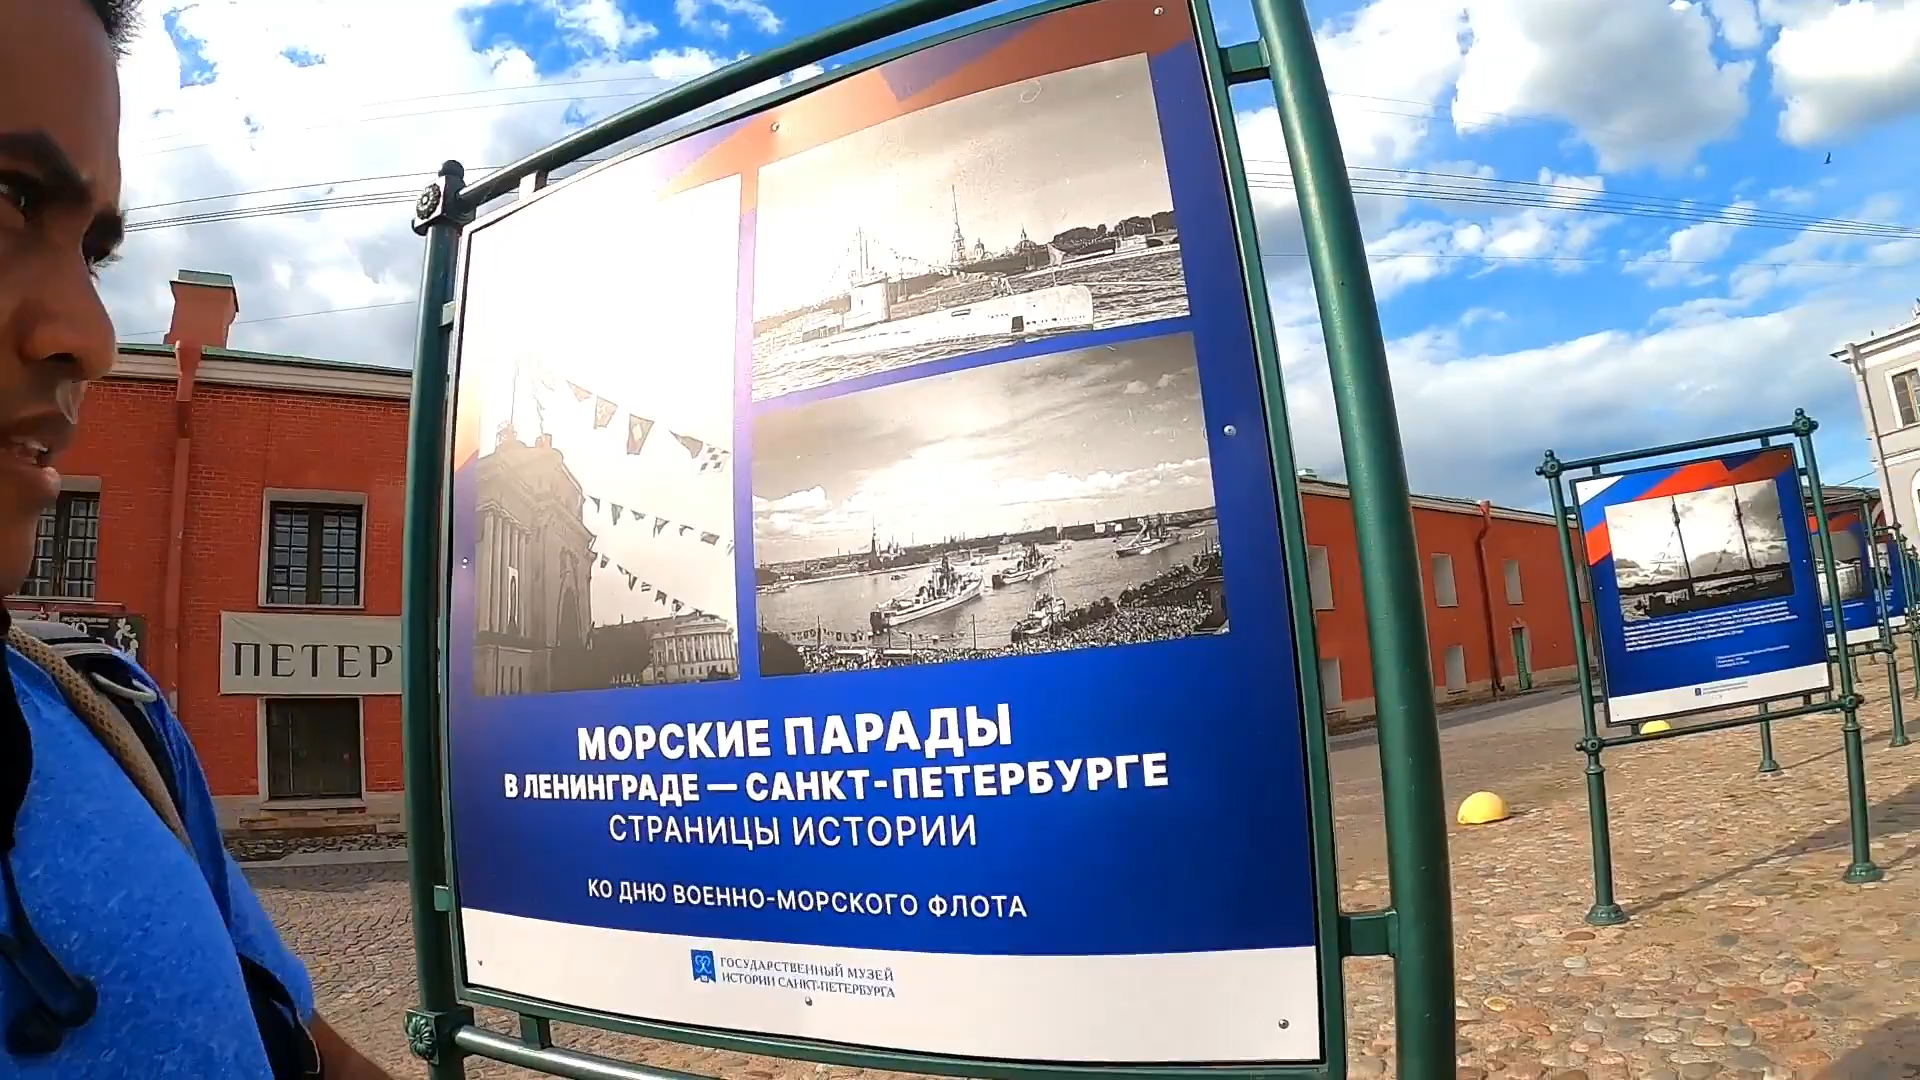 МОРСКИЕ ПАРАДЫ
В ЛЕНИНГРАДЕ — САНКТ-ПЕТЕРБУРГЕ
СТРАНИЦЫ ИСТОРИИ
КО ДНЮ ВОЕННО-МОРСКОГО ФЛОТА
ГОСУДАРСТВЕННЫЙ МУЗЕЙ
ИСТОРИИ САНКТ-ПЕТЕРБУРГА
ПЕТЕР